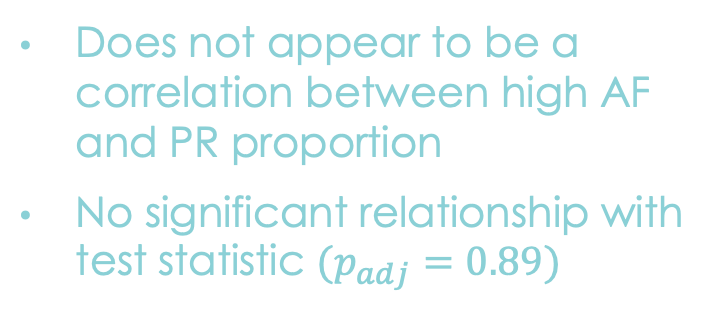 • Does not appear to be a
correlation between high AF
and PR proportion
• No significant relationship with
test statistic (p_adj = 0.89)